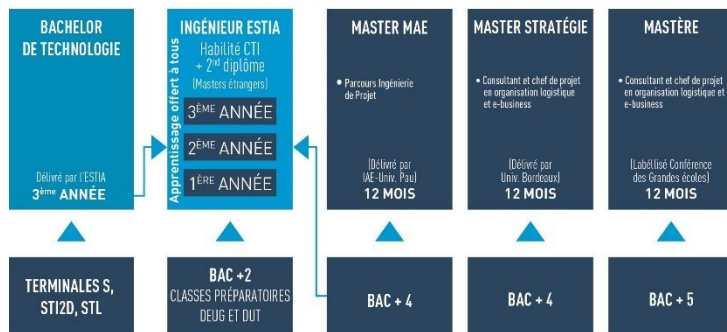 BACHELOR
DE TECHNOLOGIE
Délivré par l'ESTIA
3ème ANNÉE
TERMINALES S,
STI2D, STL
INGÉNIEUR ESTIA
Habilité CTI
+ 2nd diplôme
(Masters étrangers)
Apprentissage offert à tous
3ÈME ANNÉE
2ÈME ANNÉE
1ÈRE ANNÉE
BAC +2
CLASSES PRÉPARATOIRES
DEUG ET DUT
MASTER MAE
• Parcours Ingénierie
de Projet
(Délivré par
IAE-Univ. Pau)
12 MOIS
BAC + 4
MASTER STRATÉGIE
• Consultant et chef de projet
en organisation logistique
et e-business
(Délivré par
Univ. Bordeaux)
12 MOIS
BAC + 4
MASTÈRE
• Consultant et chef de projet
en organisation logistique
et e-business
(Labéllisé Conférence
des Grandes écoles)
12 MOIS
BAC + 5